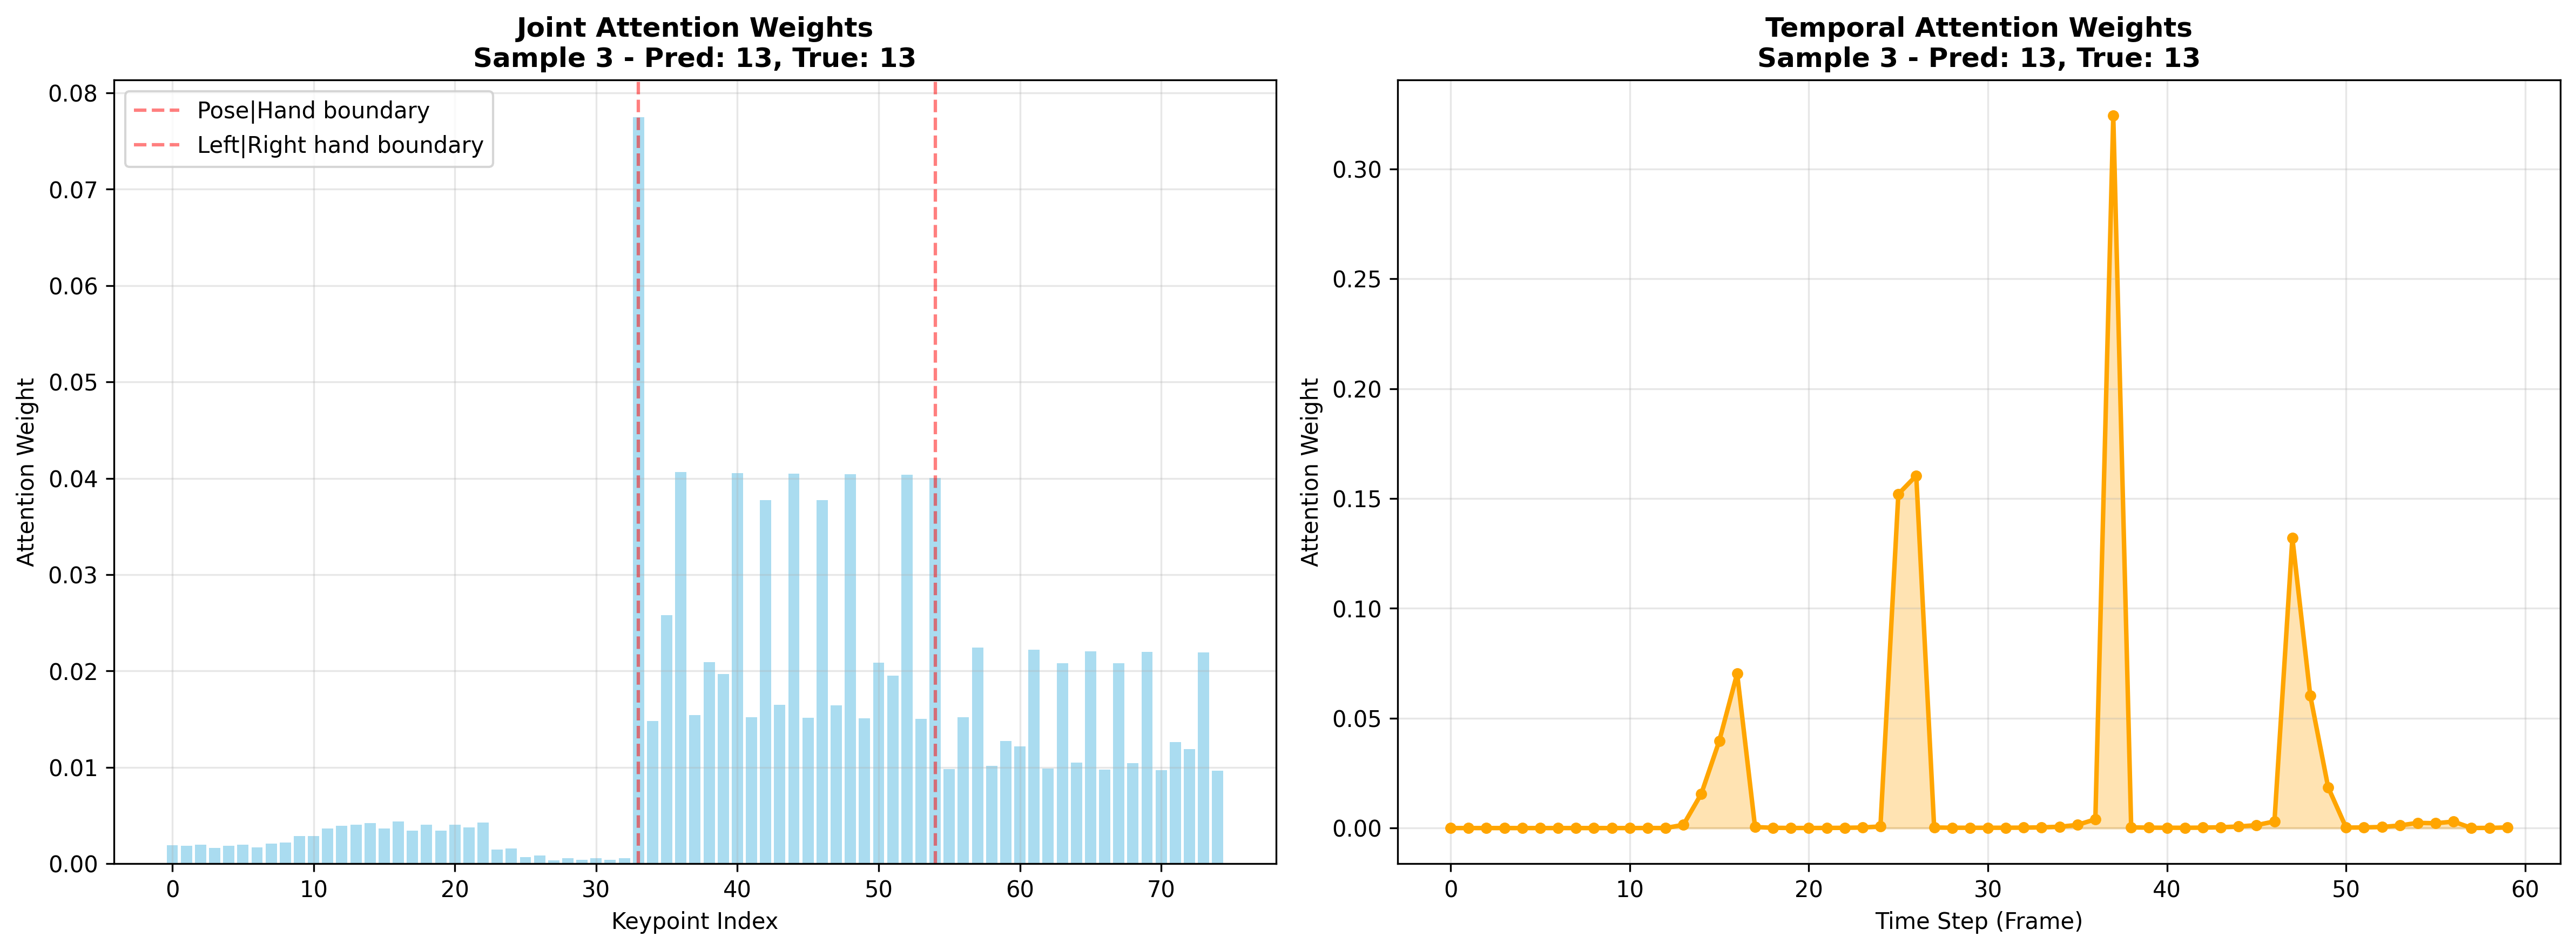 Joint Attention Weights
Sample 3 - Pred: 13, True: 13
Pose|Hand boundary
Left|Right hand boundary
Attention Weight
0.08
0.07
0.06
0.05
0.04
0.03
0.02
0.01
0.00
0 10 20 30 40 50 60 70
Keypoint Index
Temporal Attention Weights
Sample 3 - Pred: 13, True: 13
Attention Weight
0.30
0.25
0.20
0.15
0.10
0.05
0.00
0 10 20 30 40 50 60
Time Step (Frame)